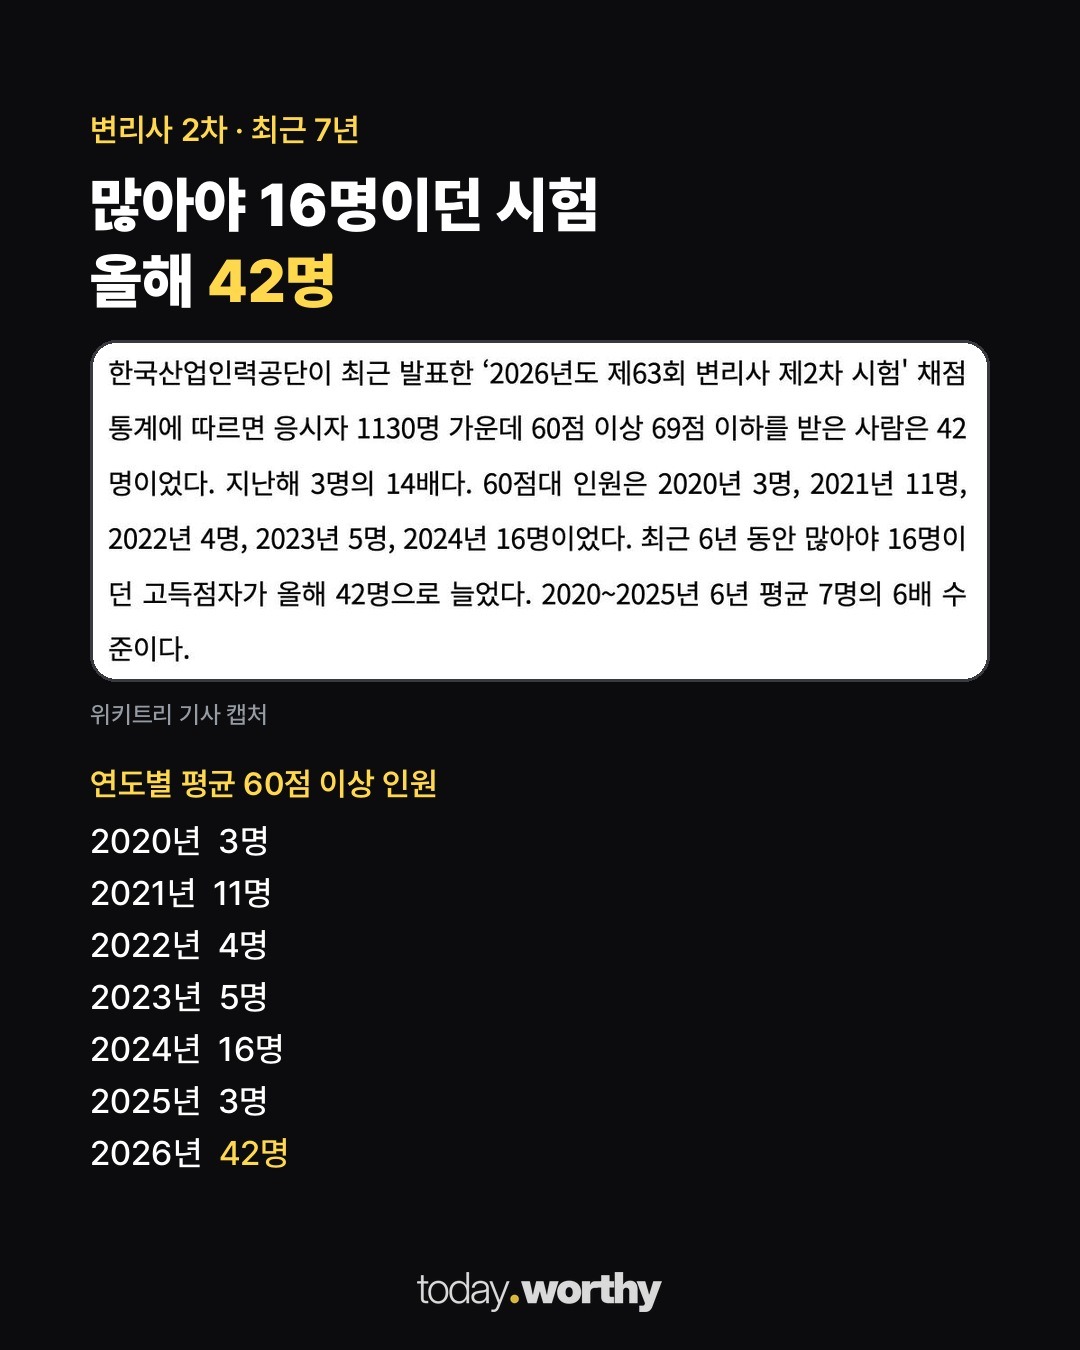 변리사 2차 · 최근 7년
많아야 16명이던 시험
올해 42명
한국산업인력공단이 최근 발표한 ‘2026년도 제63회 변리사 제2차 시험' 채점
통계에 따르면 응시자 1130명 가운데 60점 이상 69점 이하를 받은 사람은 42
명이었다. 지난해 3명의 14배다. 60점대 인원은 2020년 3명, 2021년 11명,
2022년 4명, 2023년 5명, 2024년 16명이었다. 최근 6년 동안 많아야 16명이
던 고득점자가 올해 42명으로 늘었다. 2020~2025년 6년 평균 7명의 6배 수
준이다.
위키트리 기사 캡처
연도별 평균 60점 이상 인원
2020년 3명
2021년 11명
2022년 4명
2023년 5명
2024년 16명
2025년 3명
2026년 42명
today.worthy